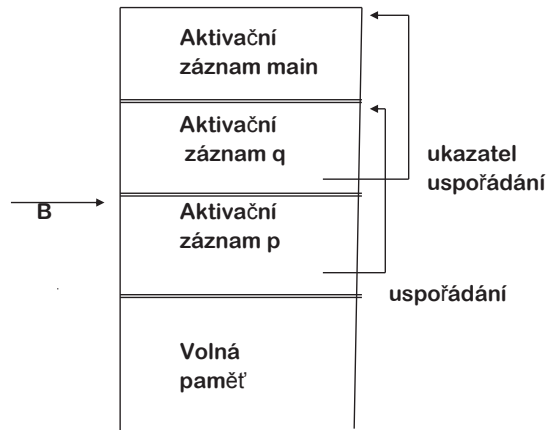 Aktivační
záznam main
Aktivační
záznam q
ukazatel
uspořádání
B
Aktivační
záznam p
uspořádání
Volná
paměť